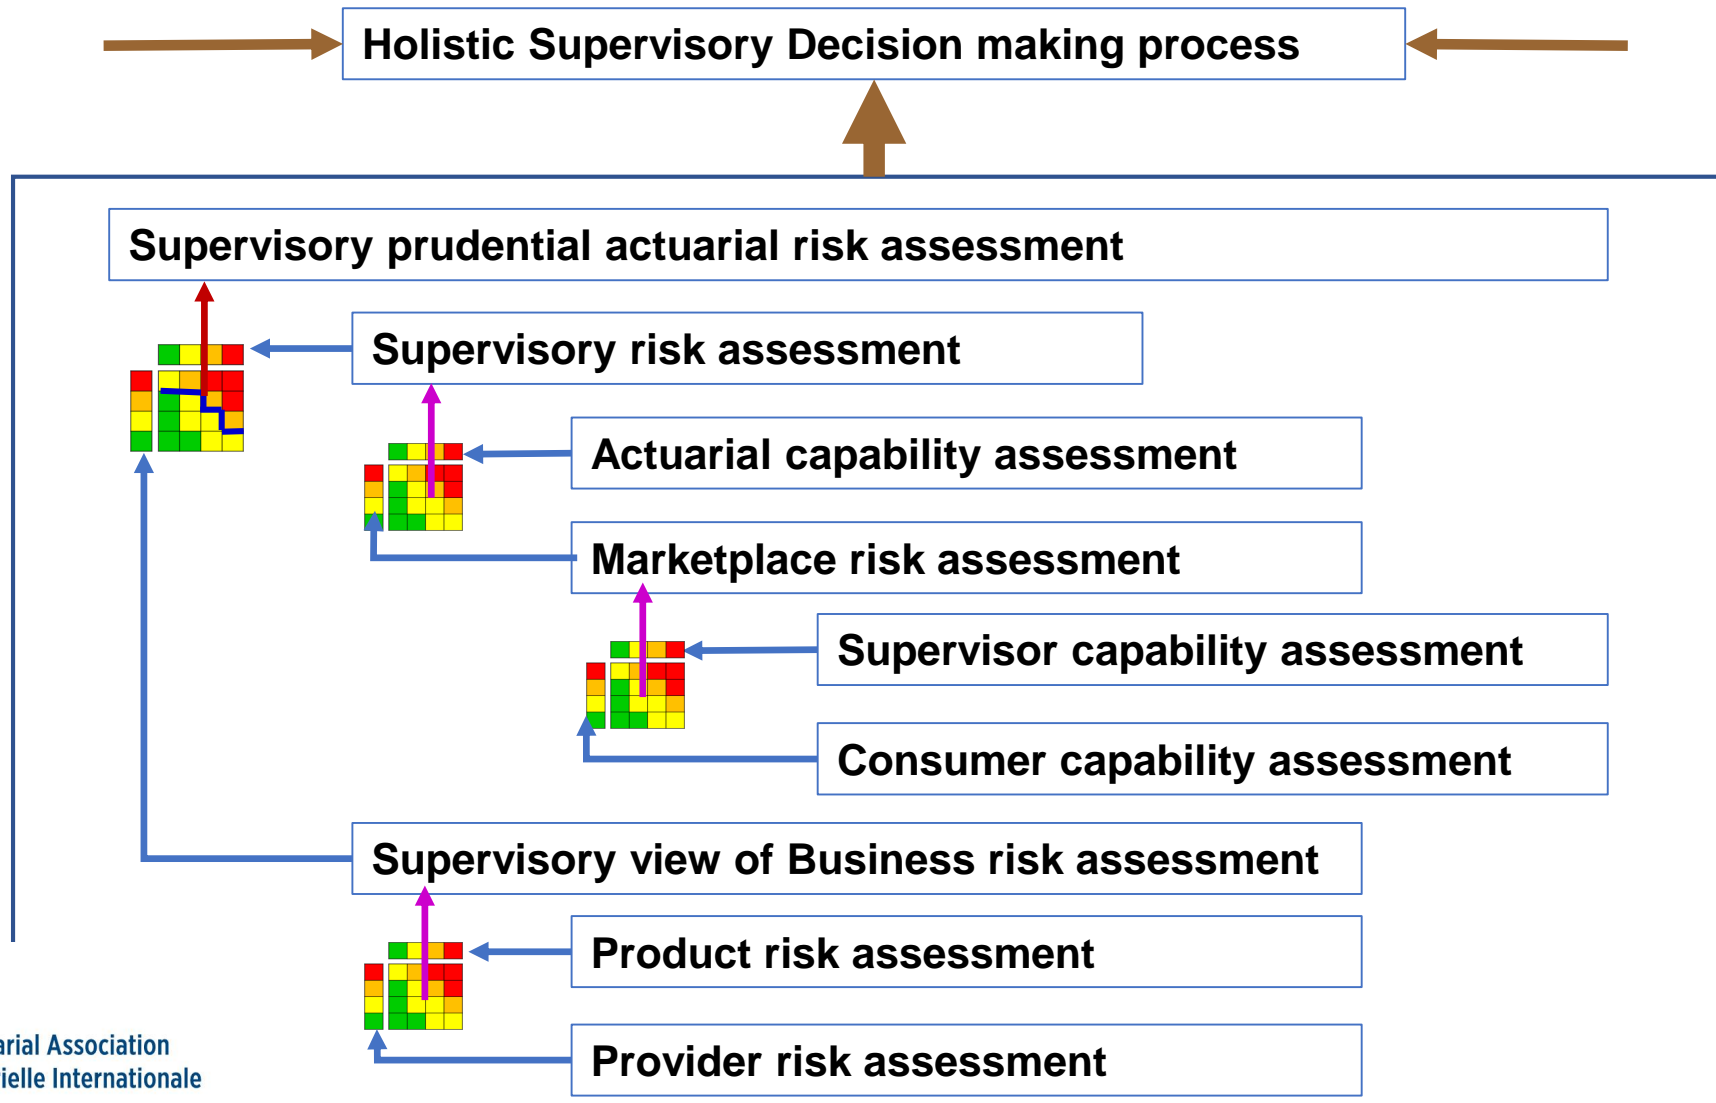 Holistic Supervisory Decision making process
Supervisory prudential actuarial risk assessment
Supervisory risk assessment
Actuarial capability assessment
Marketplace risk assessment
Supervisor capability assessment
Consumer capability assessment
Supervisory view of Business risk assessment
Product risk assessment
Provider risk assessment
arial Association
rielle Internationale